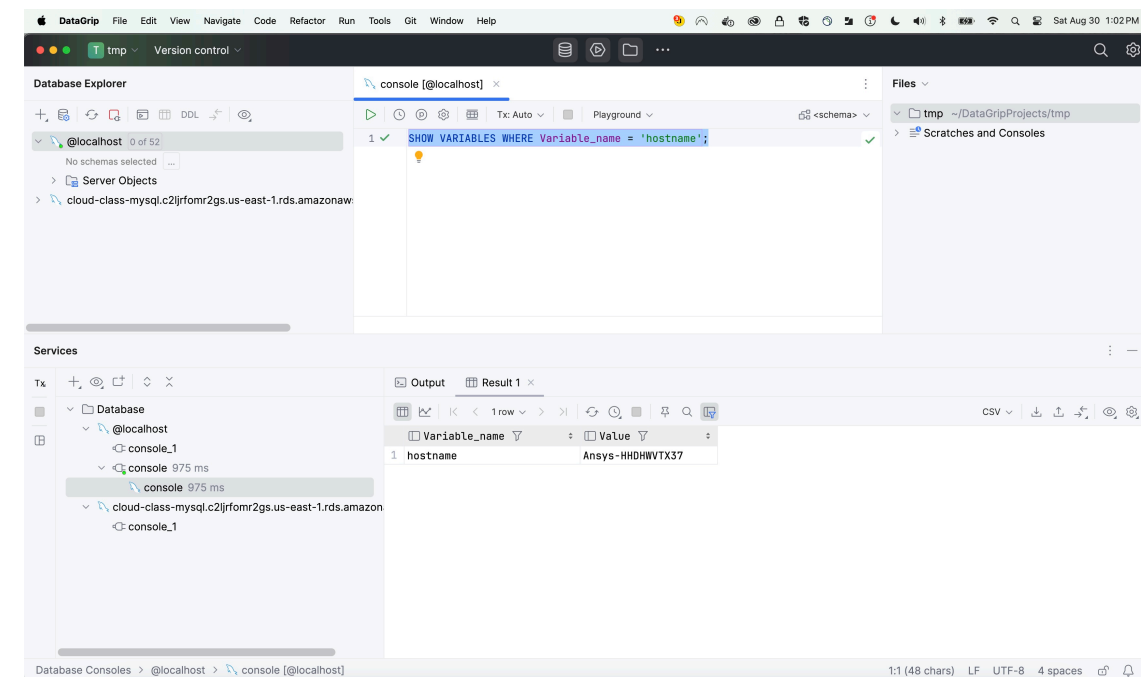 DataGrip File Edit View Navigate Code Refactor Run Tools Git Window Help Sat Aug 30 1:02 PM
T tmp Version control
Database Explorer
DDL
@localhost 0 of 52
No schemas selected ...
Server Objects
cloud-class-mysql.c2ljrfomr2gs.us-east-1.rds.amazonaws
console [@localhost]
Tx: Auto Playground <schema>
1 SHOW VARIABLES WHERE Variable_name = 'hostname';
Files
tmp ~/DataGripProjects/tmp
Scratches and Consoles
Services
Tx
Database
@localhost
console_1
console 975 ms
console 975 ms
cloud-class-mysql.c2ljrfomr2gs.us-east-1.rds.amazon
console_1
Output Result 1
1 row CSV
Variable_name Value
1 hostname Ansys-HHDHWVTX37
Database Consoles > @localhost > console [@localhost] 1:1 (48 chars) LF UTF-8 4 spaces